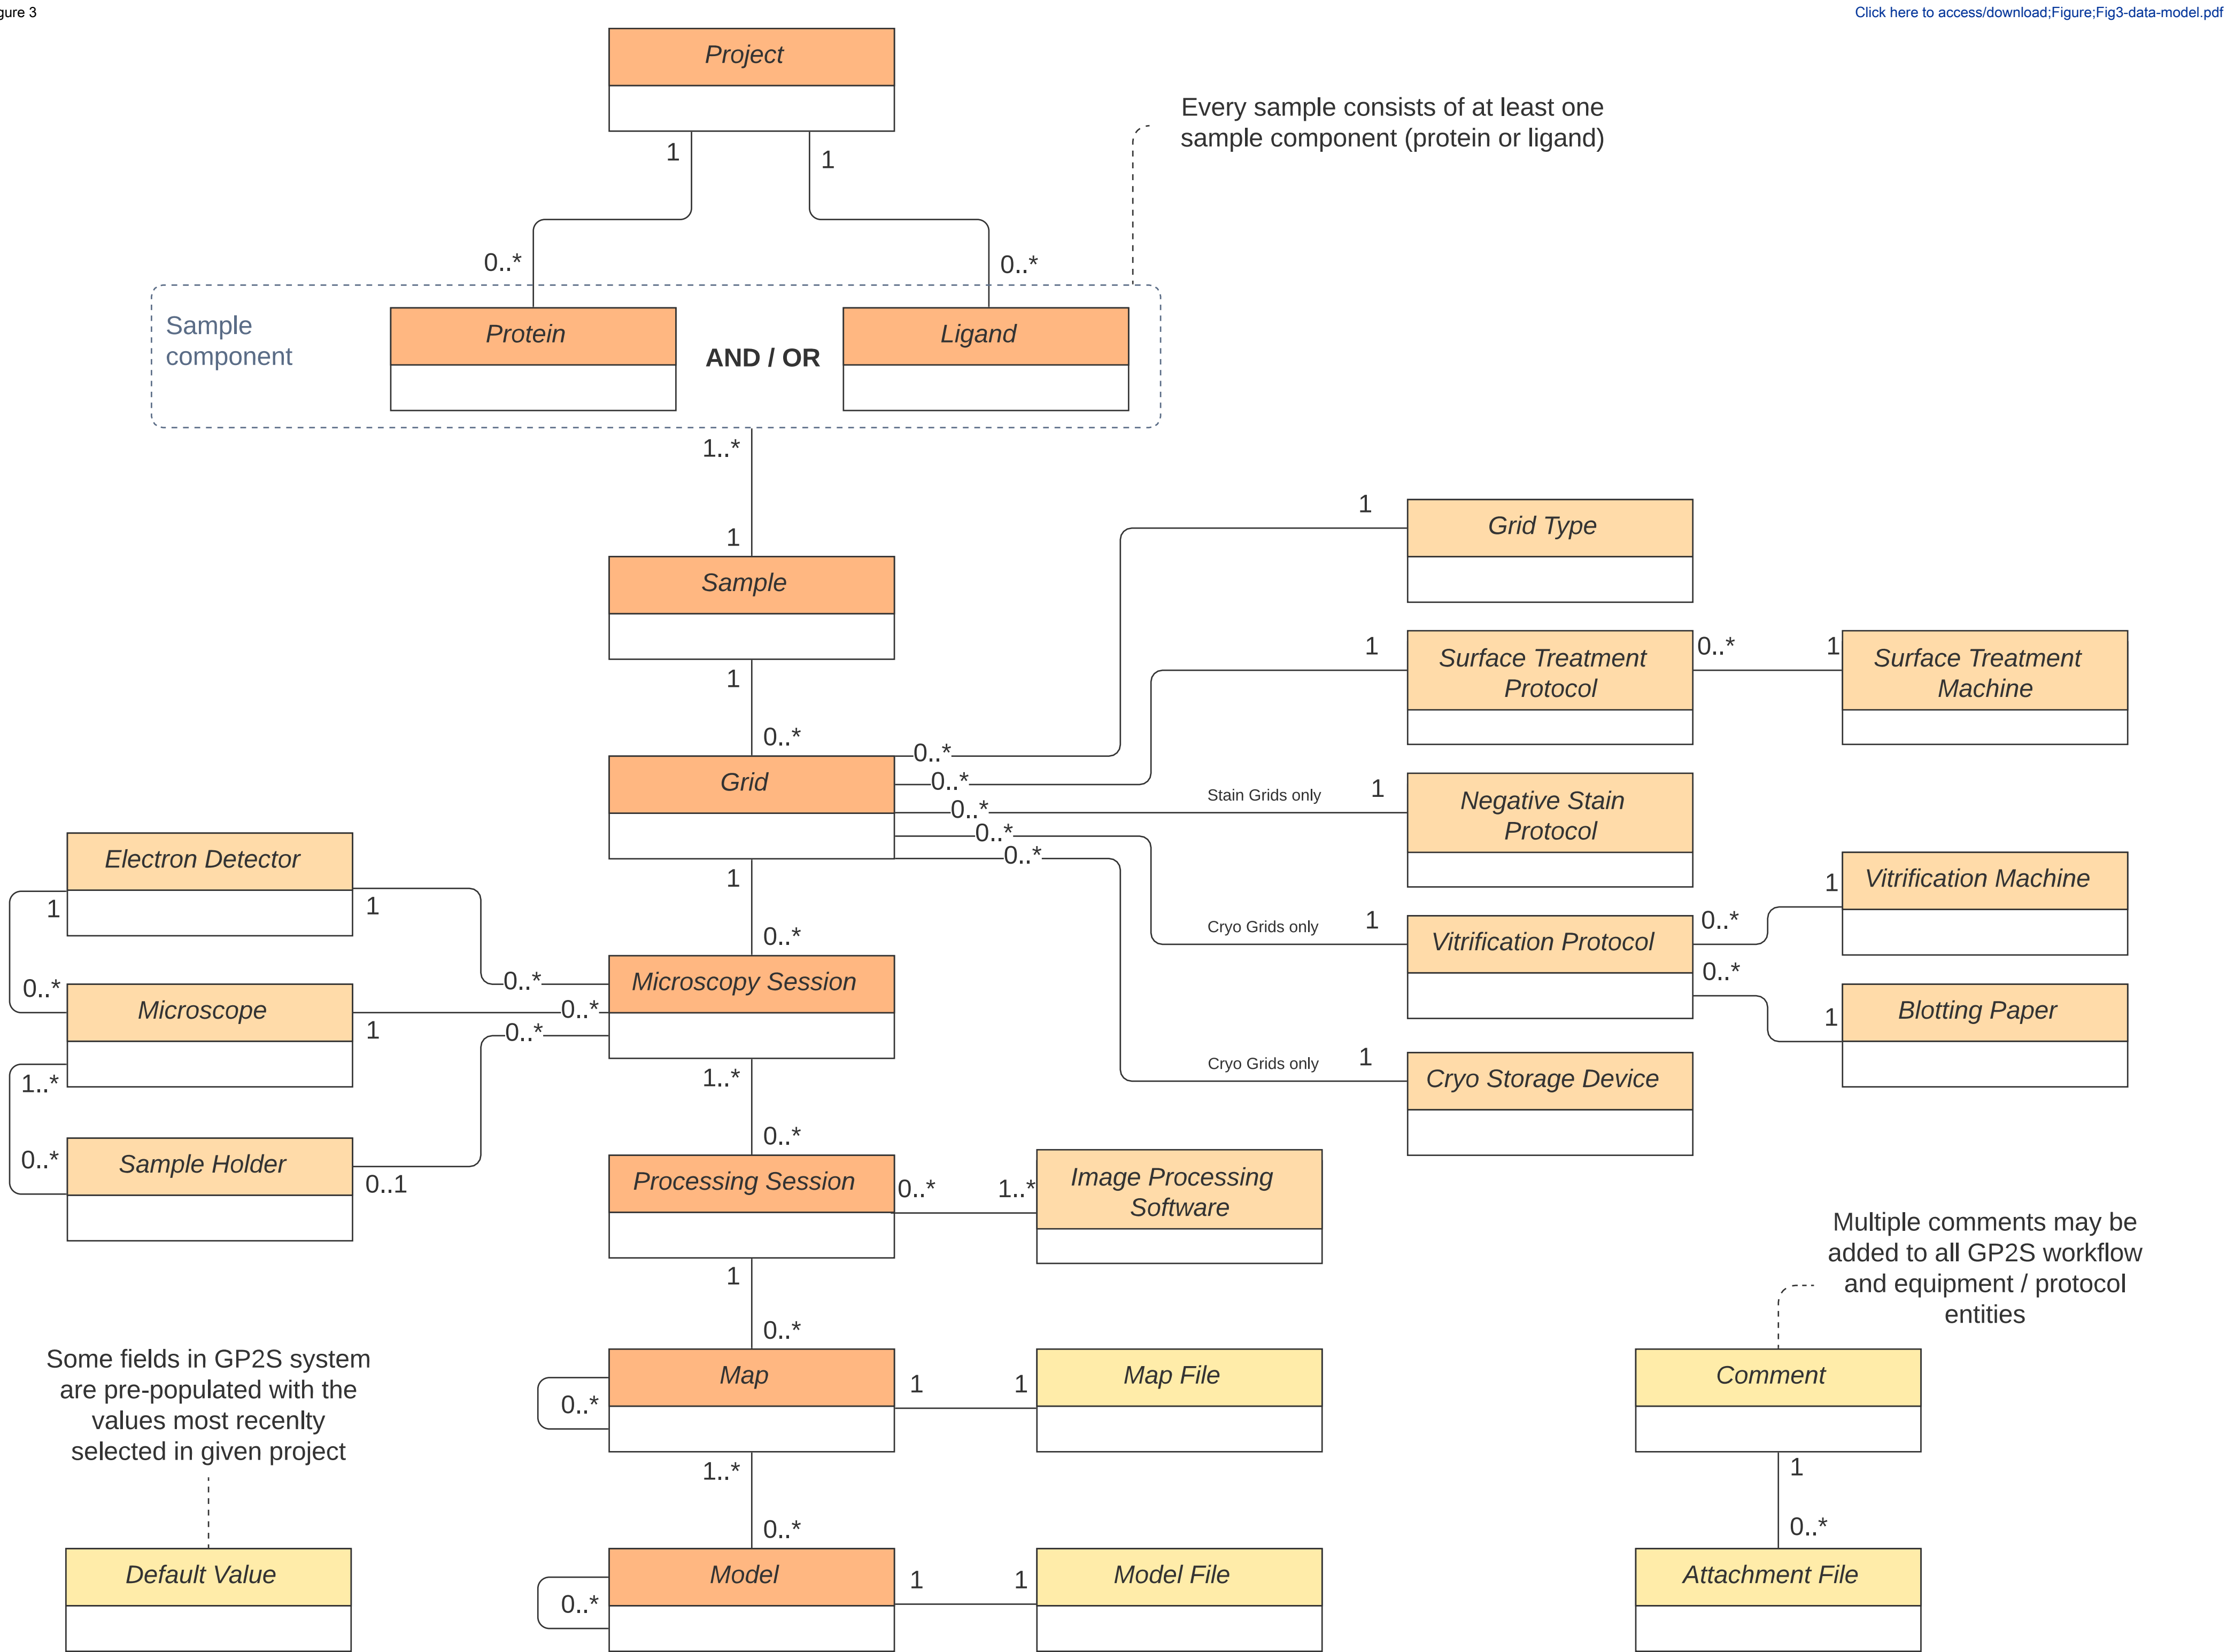 gure 3
Click here to access/download;Figure;Fig3-data-model.pdf
Project
Every sample consists of at least one
sample component (protein or ligand)
1
1
0..*
0..*
Sample
component
Protein
AND / OR
Ligand
1..*
1
Sample
1
0..*
Grid
0..*
0..*
0..*
0..*
0..*
1
Grid Type
1
Surface Treatment
Protocol
0..*
1
Surface Treatment
Machine
Stain Grids only
1
Negative Stain
Protocol
Cryo Grids only
1
Vitrification Protocol
0..*
1
Vitrification Machine
0..*
1
Blotting Paper
Cryo Grids only
1
Cryo Storage Device
1
0..*
Electron Detector
1
1
0..*
0..*
Microscope
1
0..*
1..*
0..*
0..*
Sample Holder
0..1
Microscopy Session
1..*
0..*
Processing Session
0..*
1..*
Image Processing
Software
1
0..*
Map
0..*
1
1
Map File
1..*
0..*
Model
0..*
1
1
Model File
Some fields in GP2S system
are pre-populated with the
values most recenlty
selected in given project
Default Value
Multiple comments may be
added to all GP2S workflow
and equipment / protocol
entities
Comment
1
0..*
Attachment File